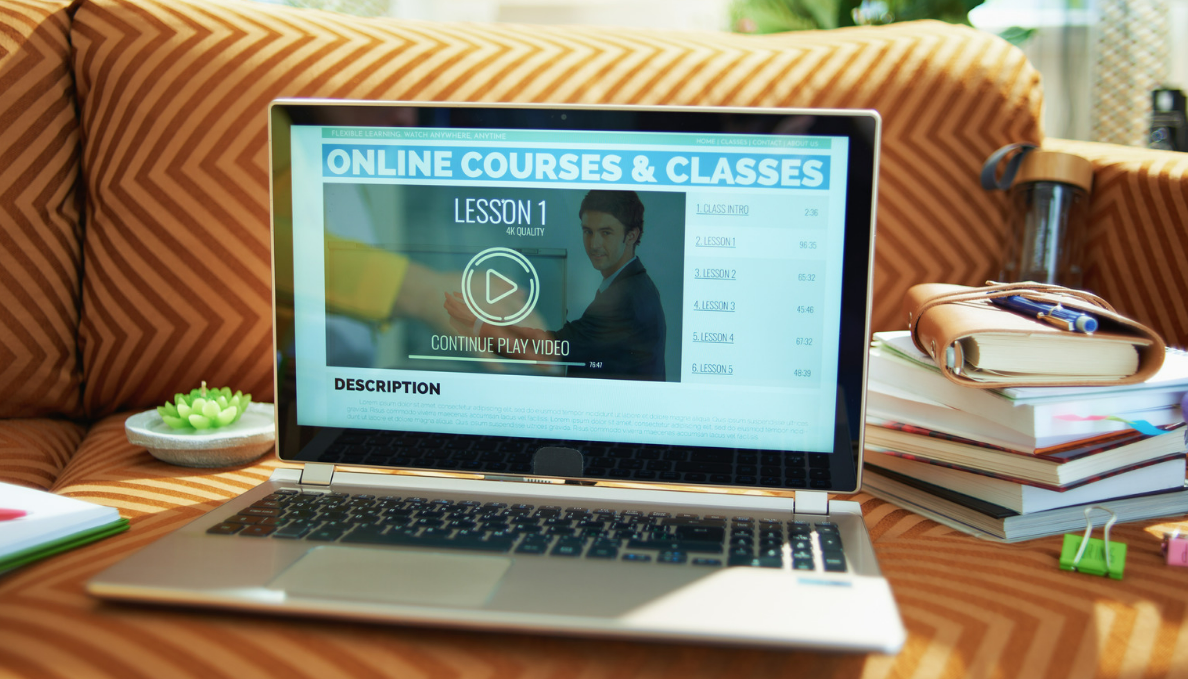 FLEXIBLE LEARNING, WATCH ANYWHERE, ANYTIME
HOME | CLASSES | CONTACT | ABOUT US
ONLINE COURSES & CLASSES
LESSON 1
4K QUALITY
CONTINUE PLAY VIDEO
76:47
1. CLASS INTRO 2:36
2. LESSON 1 96:35
3. LESSON 2 65:32
4. LESSON 3 45:46
5. LESSON 4 67:32
6. LESSON 5 48:39
DESCRIPTION